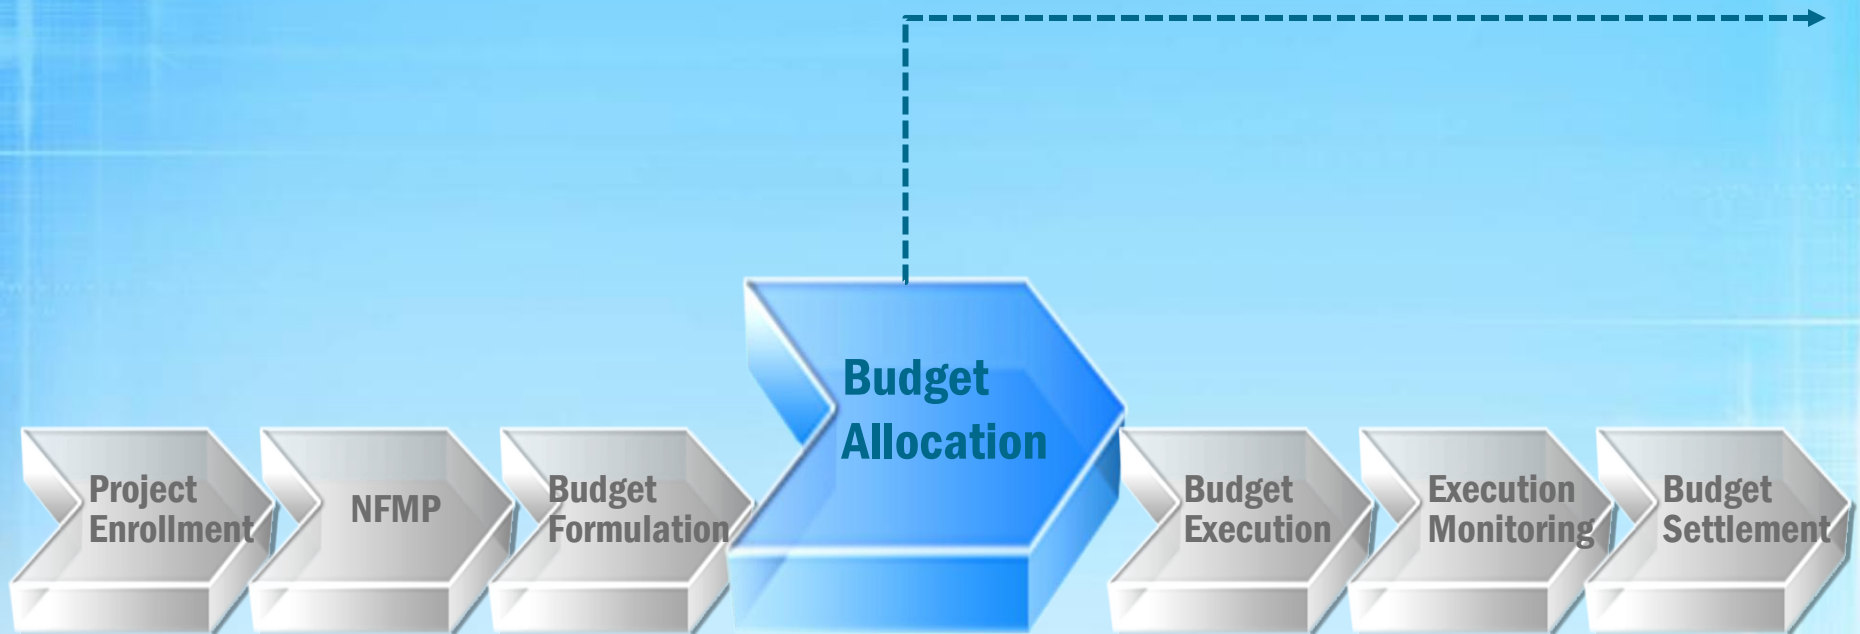 Project
Enrollment
NFMP
Budget
Formulation
Budget
Allocation
Budget
Execution
Execution
Monitoring
Budget
Settlement